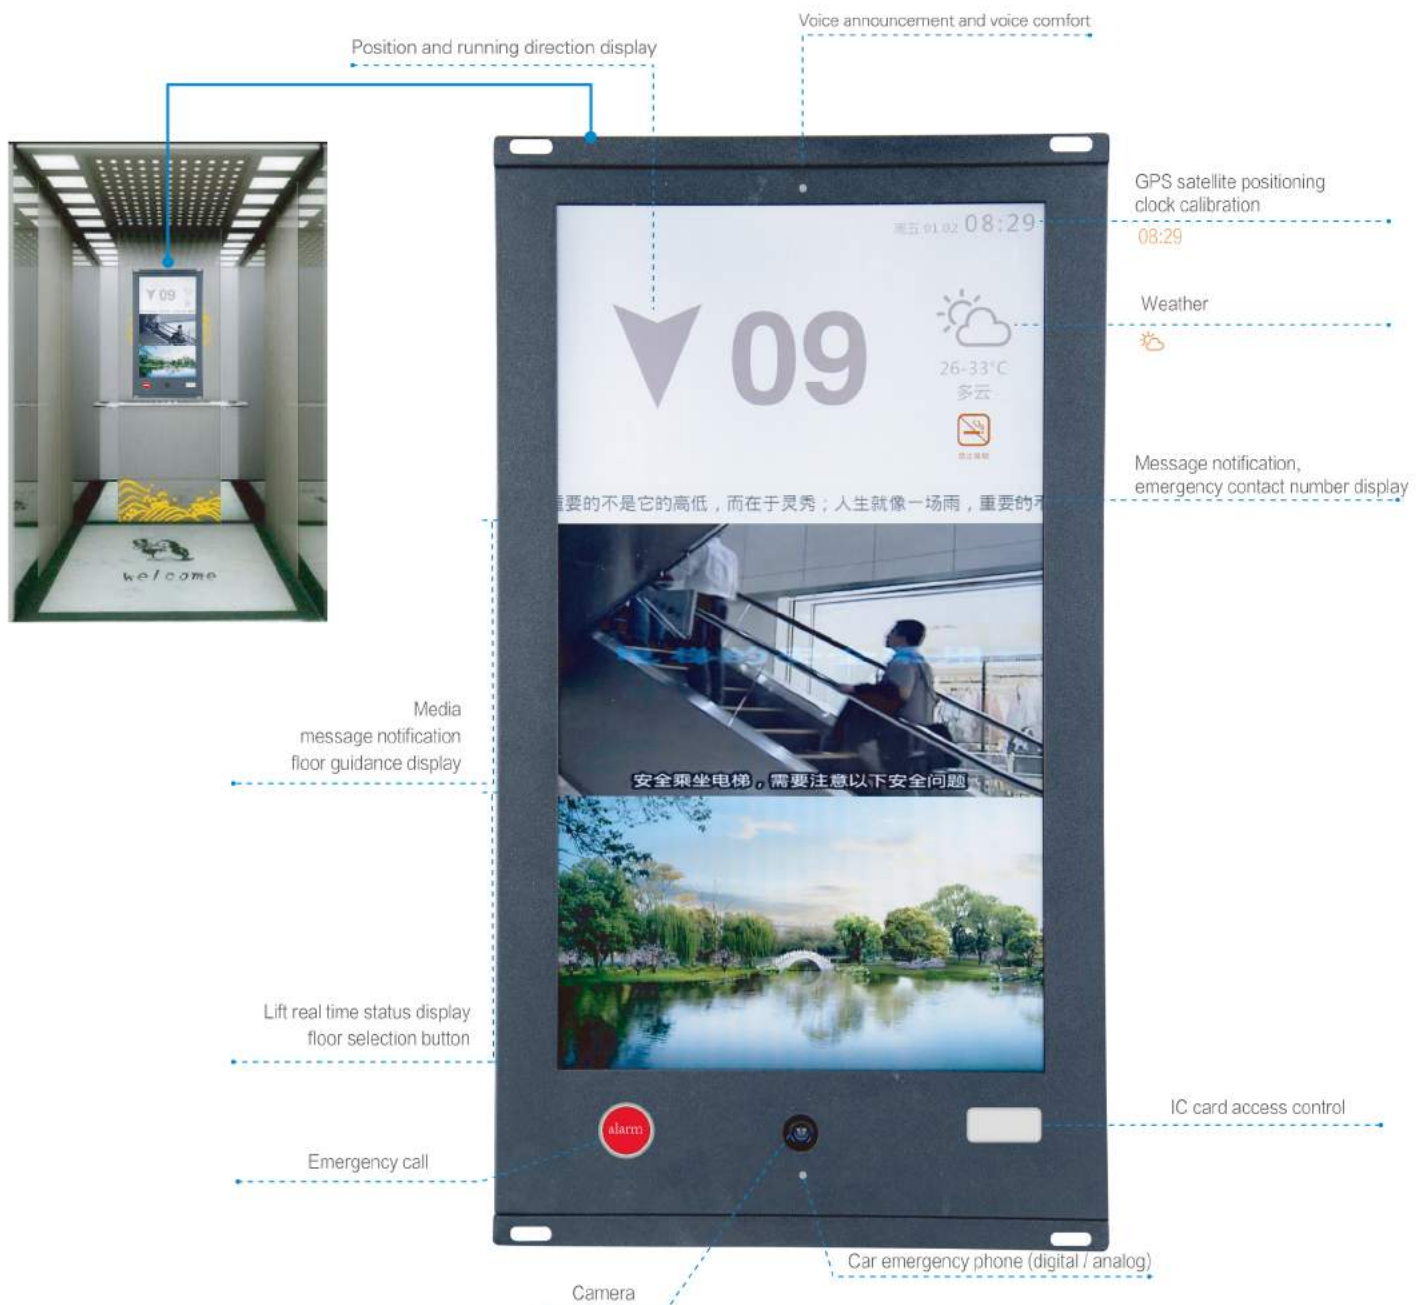 Voice announcement and voice comfort
Position and running direction display
GPS satellite positioning
clock calibration
08:29
周五 01.02 08:29
Weather
09
09
26-33°C
多云
Message notification,
emergency contact number display
重要的不是它的高低，而在于灵秀；人生就像一场雨，重要的不
welcome
Media
message notification
floor guidance display
安全乘坐电梯，需要注意以下安全问题
Lift real time status display
floor selection button
IC card access control
alarm
Emergency call
Car emergency phone (digital / analog)
Camera